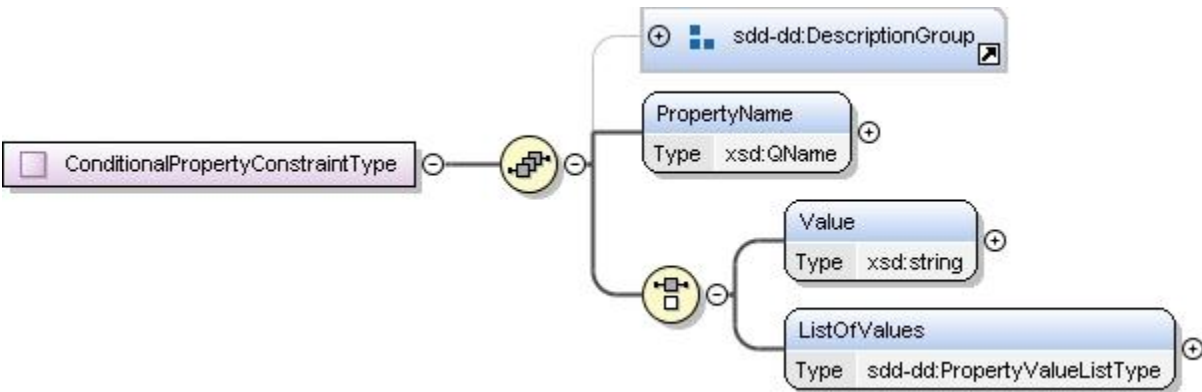 sdd-dd:DescriptionGroup
PropertyName
Type xsd:QName
ConditionalPropertyConstraintType
Value
Type xsd:string
ListOfValues
Type sdd-dd:PropertyValueListType